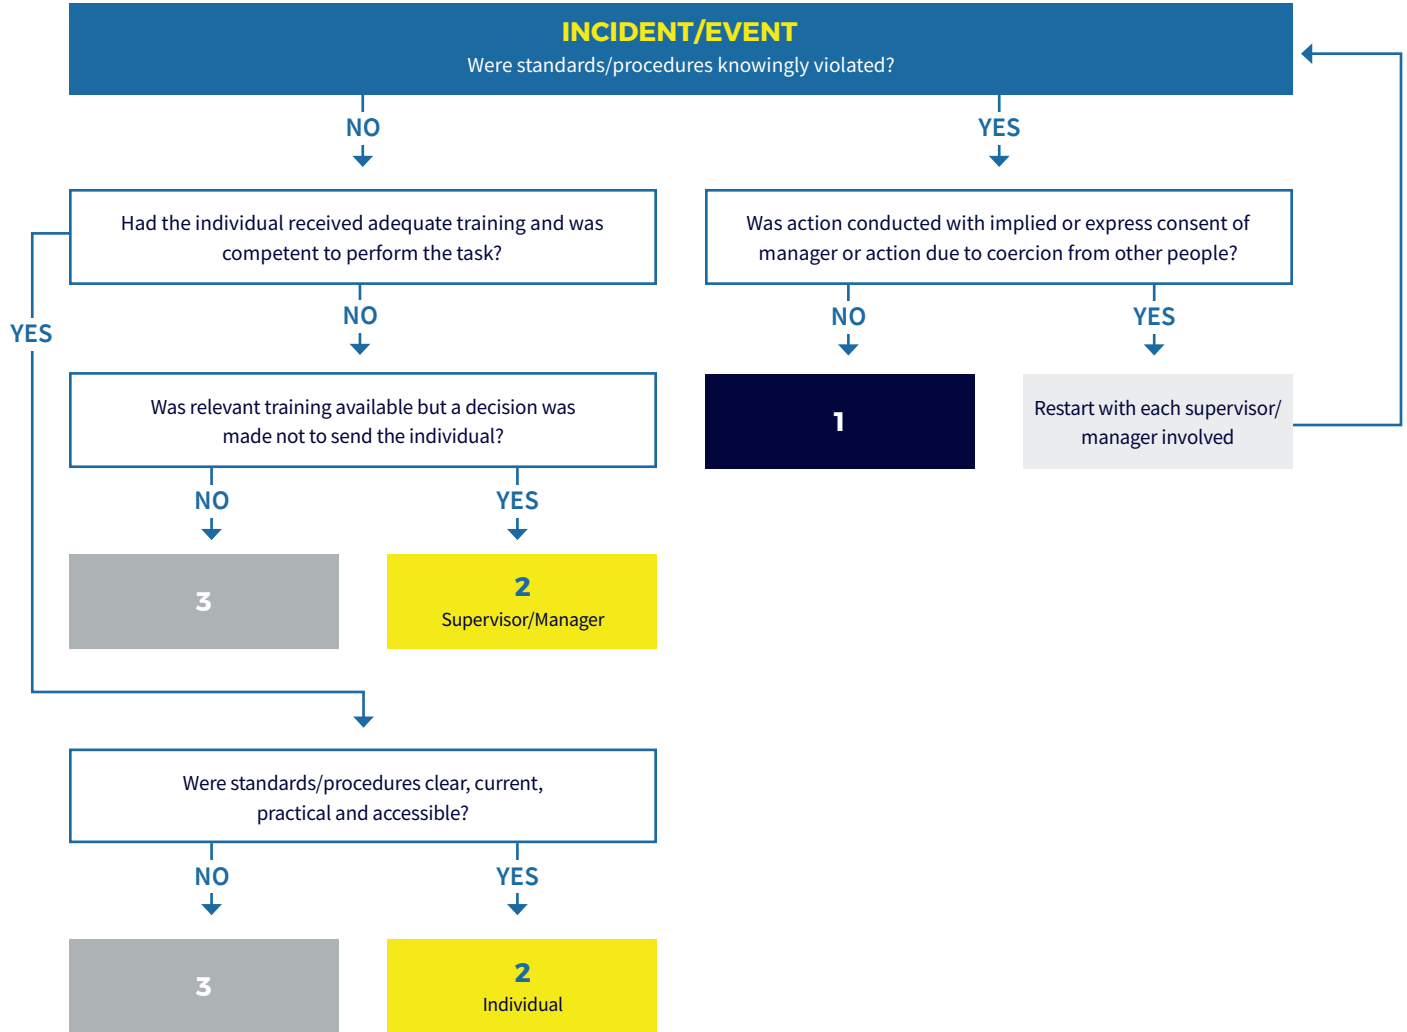 INCIDENT/EVENT
Were standards/procedures knowingly violated?
NO
YES
Had the individual received adequate training and was
competent to perform the task?
Was action conducted with implied or express consent of
manager or action due to coercion from other people?
YES
NO
NO
YES
Was relevant training available but a decision was
made not to send the individual?
1
Restart with each supervisor/
manager involved
NO
YES
3
2
Supervisor/Manager
Were standards/procedures clear, current,
practical and accessible?
NO
YES
3
2
Individual